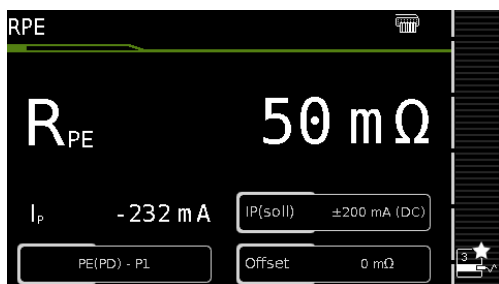 RPE
RPE 50 mΩ
IP -232 mA
IP(soll) ±200 mA (DC)
PE(PD) - P1
Offset 0 mΩ
3